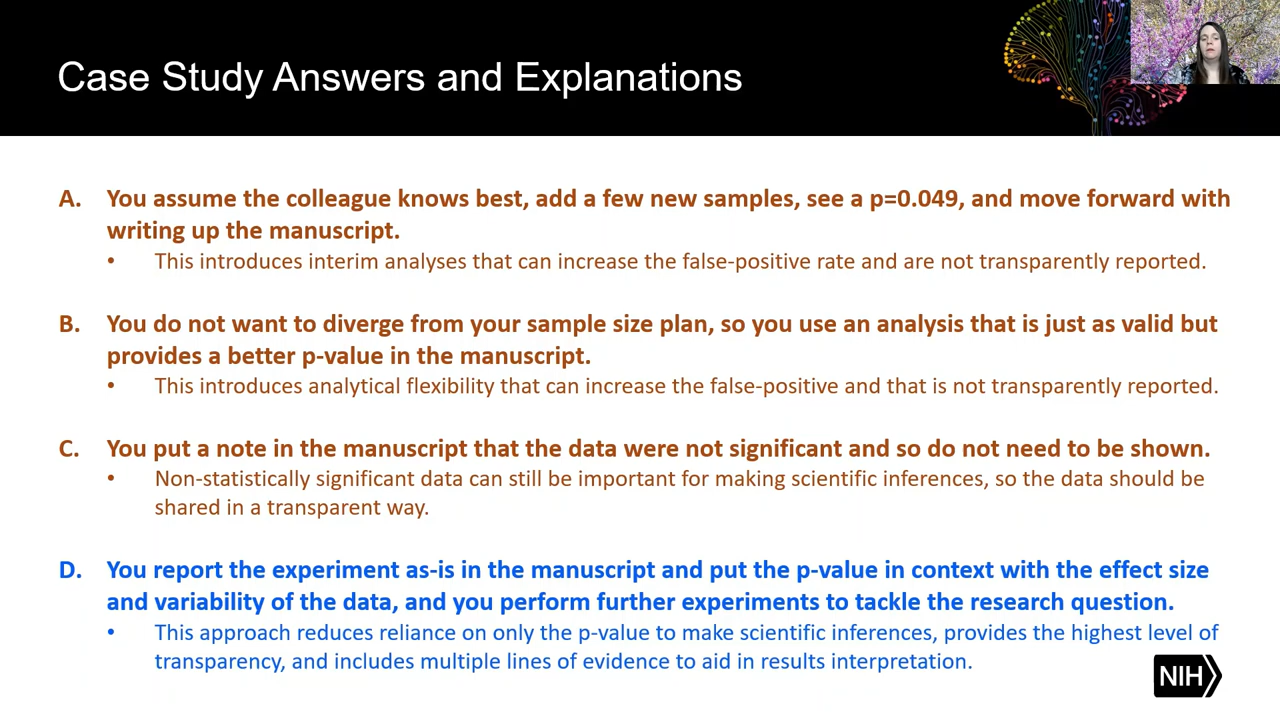 Case Study Answers and Explanations
A. You assume the colleague knows best, add a few new samples, see a p=0.049, and move forward with
writing up the manuscript.
• This introduces interim analyses that can increase the false-positive rate and are not transparently reported.
B. You do not want to diverge from your sample size plan, so you use an analysis that is just as valid but
provides a better p-value in the manuscript.
• This introduces analytical flexibility that can increase the false-positive and that is not transparently reported.
C. You put a note in the manuscript that the data were not significant and so do not need to be shown.
• Non-statistically significant data can still be important for making scientific inferences, so the data should be
shared in a transparent way.
D. You report the experiment as-is in the manuscript and put the p-value in context with the effect size
and variability of the data, and you perform further experiments to tackle the research question.
• This approach reduces reliance on only the p-value to make scientific inferences, provides the highest level of
transparency, and includes multiple lines of evidence to aid in results interpretation.
NIH